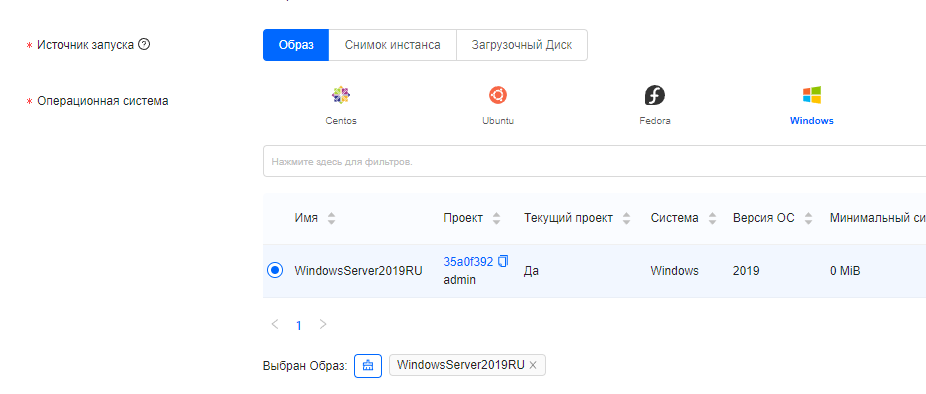 * Источник запуска
Образ Снимок инстанса Загрузочный Диск
* Операционная система
Centos Ubuntu Fedora Windows
Нажмите здесь для фильтров.
Имя Проект Текущий проект Система Версия ОС Минимальный си
WindowsServer2019RU 35a0f392 admin Да Windows 2019 0 MiB
< 1 >
Выбран Образ: WindowsServer2019RU ×